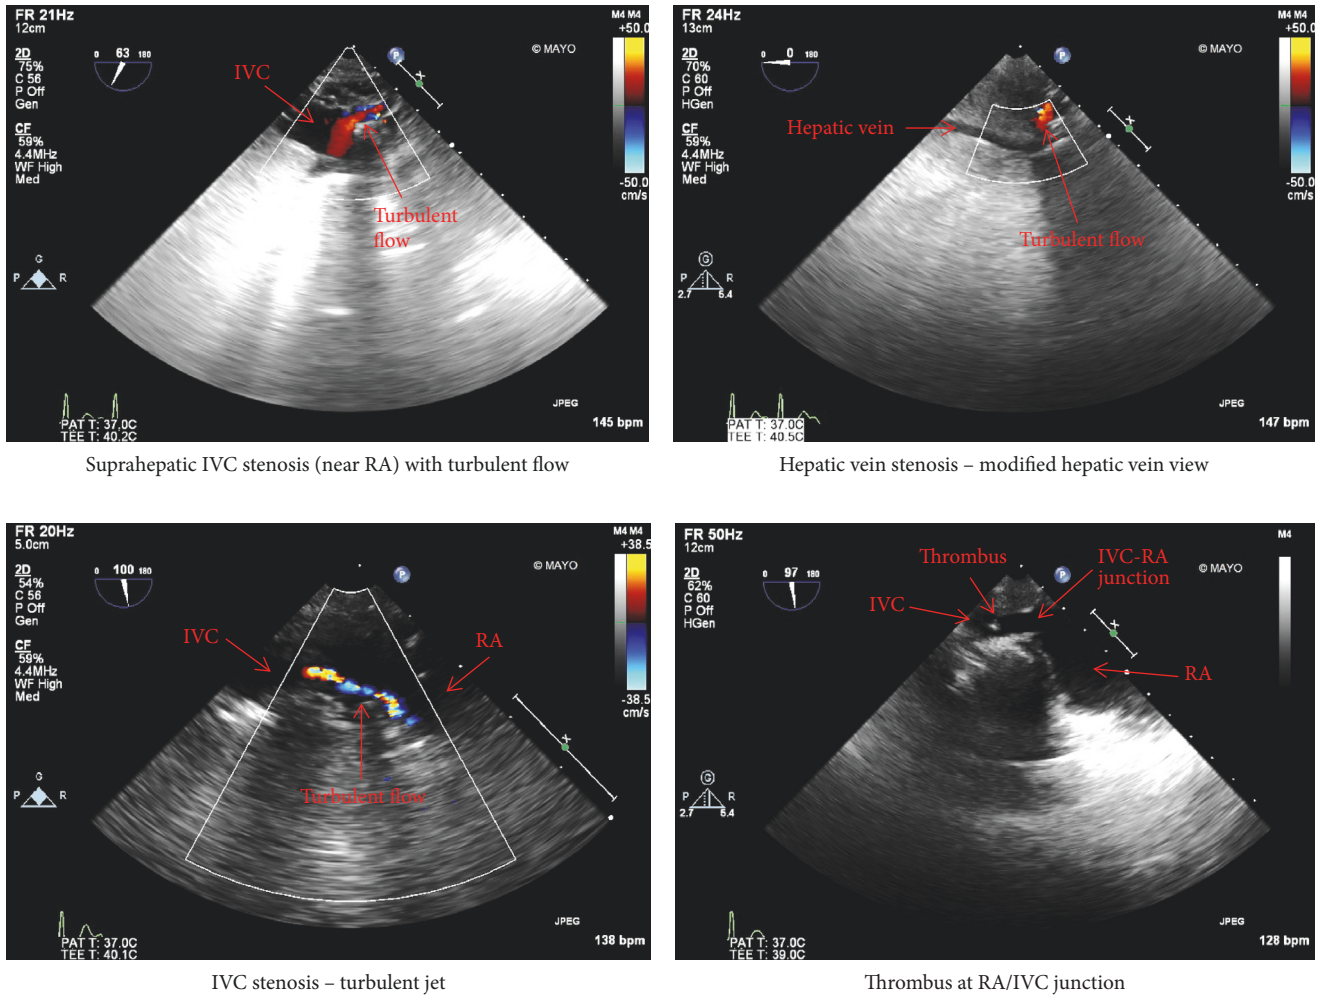 FR 21Hz
12cm
M4 M4
+50.0
2D
75%
C 56
P Off
Gen
CF
59%
4.4MHz
WF High
Med
0 63 180
P
© MAYO
X
IVC
Turbulent
flow
-50.0
cm/s
G
P R
JPEG
PAT T: 37.0C
TEE T: 40.2C
145 bpm
Suprahepatic IVC stenosis (near RA) with turbulent flow
FR 24Hz
13cm
M4 M4
+50.0
2D
70%
C 60
P Off
HGen
CF
59%
4.4MHz
WF High
Med
0 0 180
P
© MAYO
X
Hepatic vein
Turbulent flow
-50.0
cm/s
G
P R
2.7 5.4
JPEG
PAT T: 37.0C
TEE T: 40.5C
147 bpm
Hepatic vein stenosis – modified hepatic vein view
FR 20Hz
5.0cm
M4 M4
+38.5
2D
54%
C 56
P Off
Gen
CF
59%
4.4MHz
WF High
Med
0 100 180
P
© MAYO
IVC
RA
-38.5
cm/s
X
Turbulent flow
G
P R
JPEG
PAT T: 37.0C
TEE T: 40.1C
138 bpm
IVC stenosis – turbulent jet
FR 50Hz
12cm
M4
2D
62%
C 60
P Off
HGen
0 97 180
P
© MAYO
Thrombus
IVC-RA
junction
IVC
X
RA
G
P R
2.7 5.4
JPEG
PAT T: 37.0C
TEE T: 39.0C
128 bpm
Thrombus at RA/IVC junction